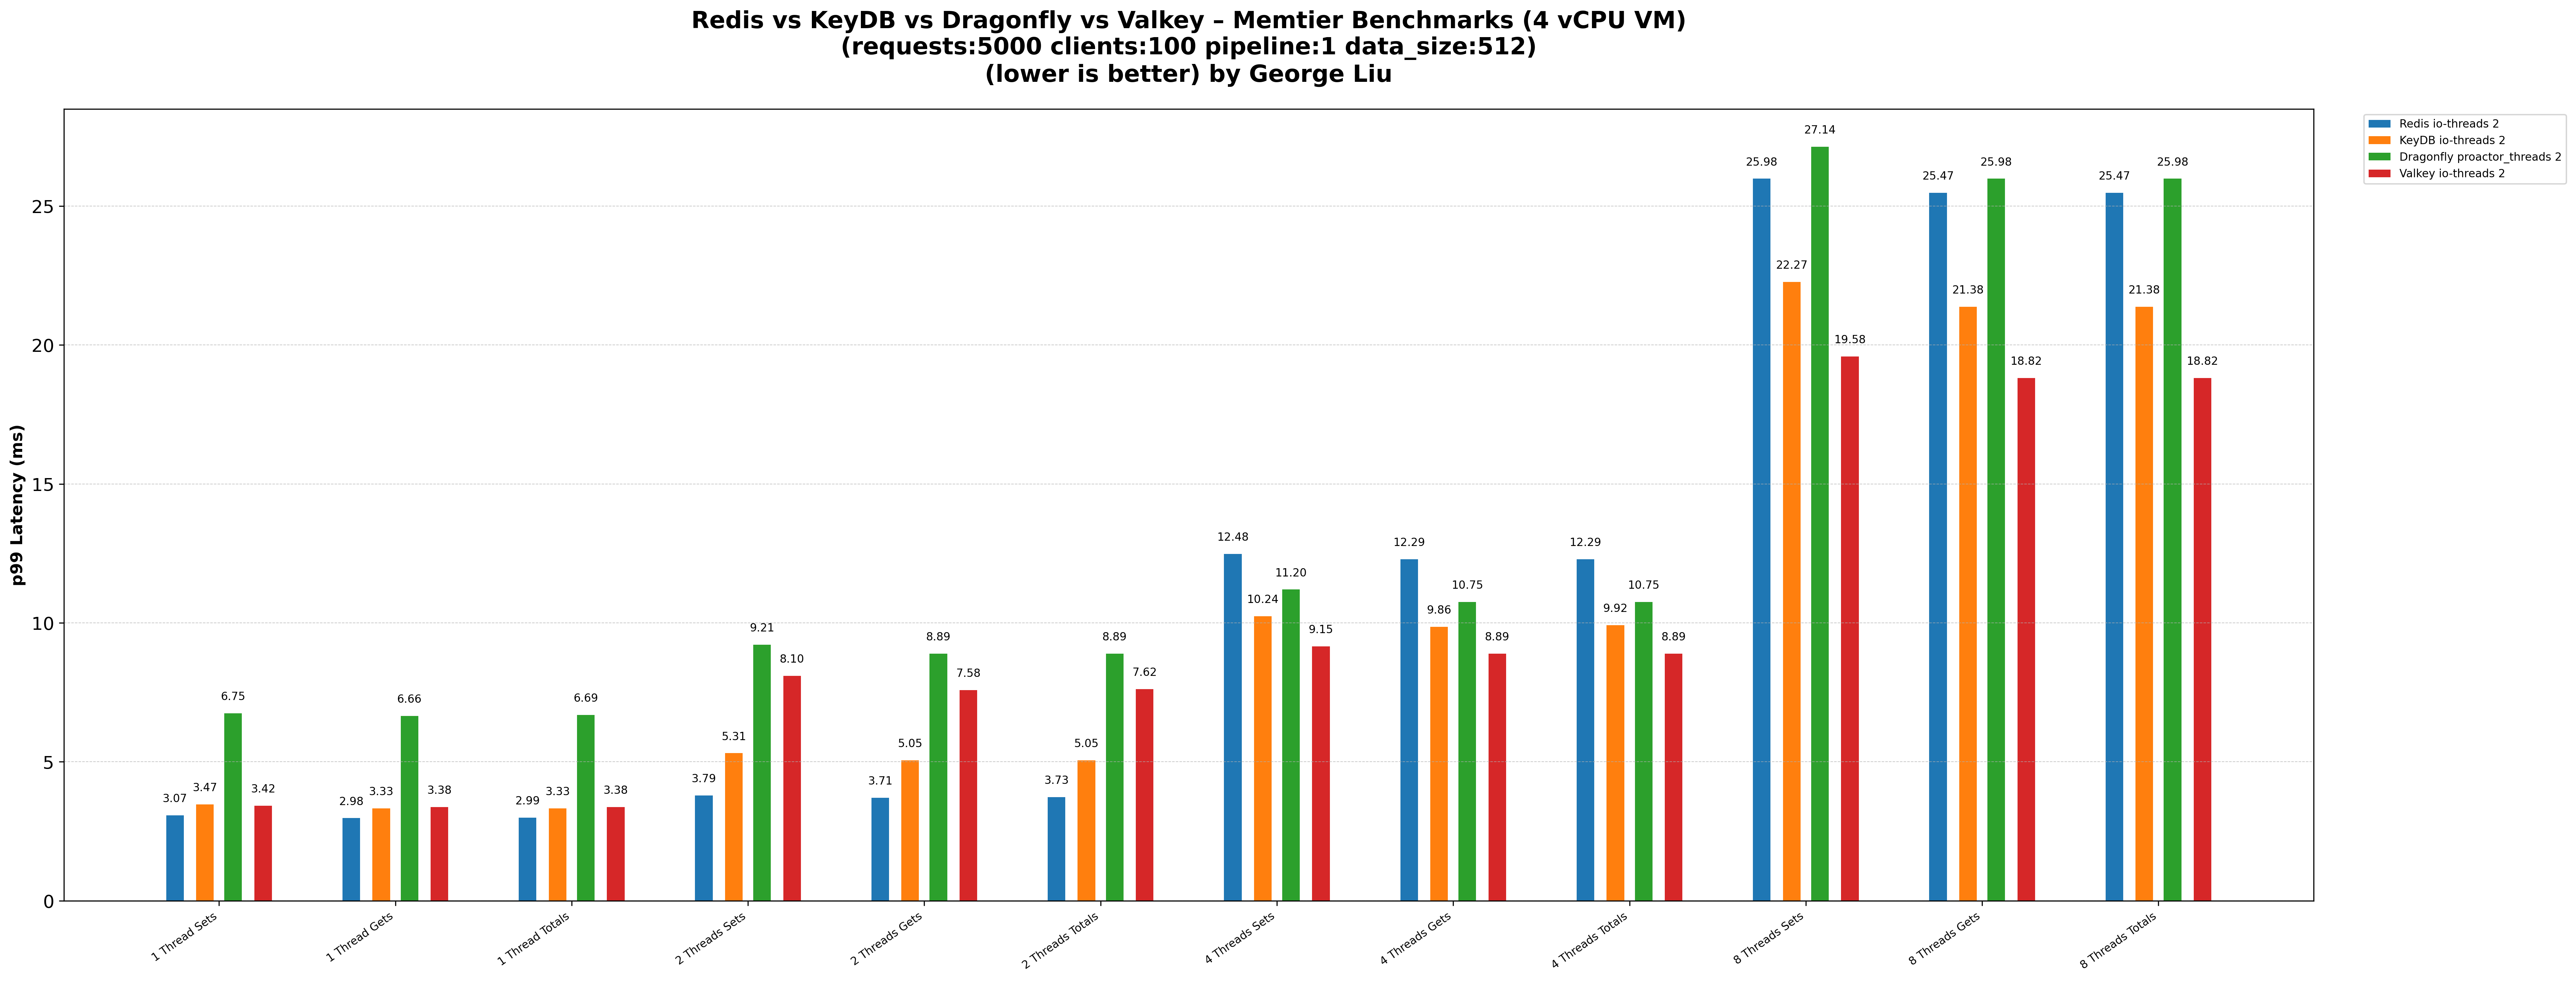 Redis vs KeyDB vs Dragonfly vs Valkey – Memtier Benchmarks (4 vCPU VM)
(requests:5000 clients:100 pipeline:1 data_size:512)
(lower is better) by George Liu
Redis io-threads 2
KeyDB io-threads 2
Dragonfly proactor_threads 2
Valkey io-threads 2
p99 Latency (ms)
25
20
15
10
5
0
3.07 3.47 6.75 3.42
2.98 3.33 6.66 3.38
2.99 3.33 6.69 3.38
3.79 5.31 9.21 8.10
3.71 5.05 8.89 7.58
3.73 5.05 8.89 7.62
12.48 10.24 11.20 9.15
12.29 9.86 10.75 8.89
12.29 9.92 10.75 8.89
25.98 22.27 27.14 19.58
25.47 21.38 25.98 18.82
25.47 21.38 25.98 18.82
1 Thread Sets
1 Thread Gets
1 Thread Totals
2 Threads Sets
2 Threads Gets
2 Threads Totals
4 Threads Sets
4 Threads Gets
4 Threads Totals
8 Threads Sets
8 Threads Gets
8 Threads Totals